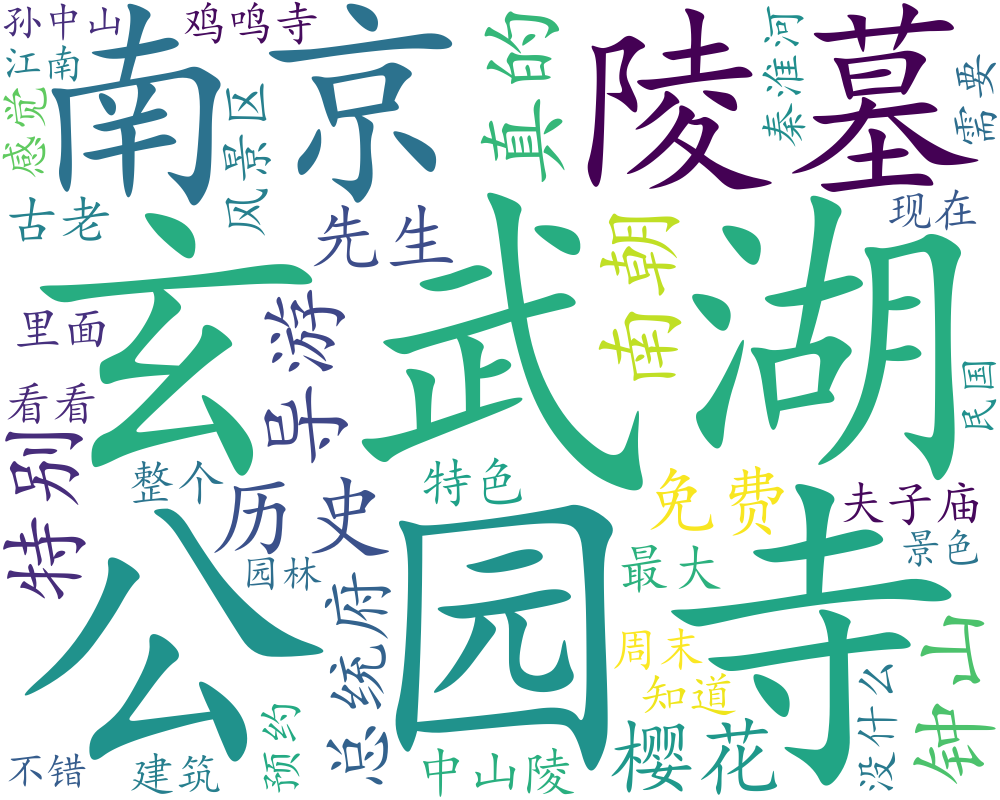 孙中山
鸡鸣寺
南京
江南
感觉
风景区
真的
陵墓
秦淮河
需要
古老
先生
南朝
现在
玄武湖
里面
导游
看看
特别
民国
整个
历史
特色
免费
夫子庙
景色
公园
寺
园林
最大
总统府
周末
知道
没什么
钟山
不错
建筑
预约
中山陵
樱花